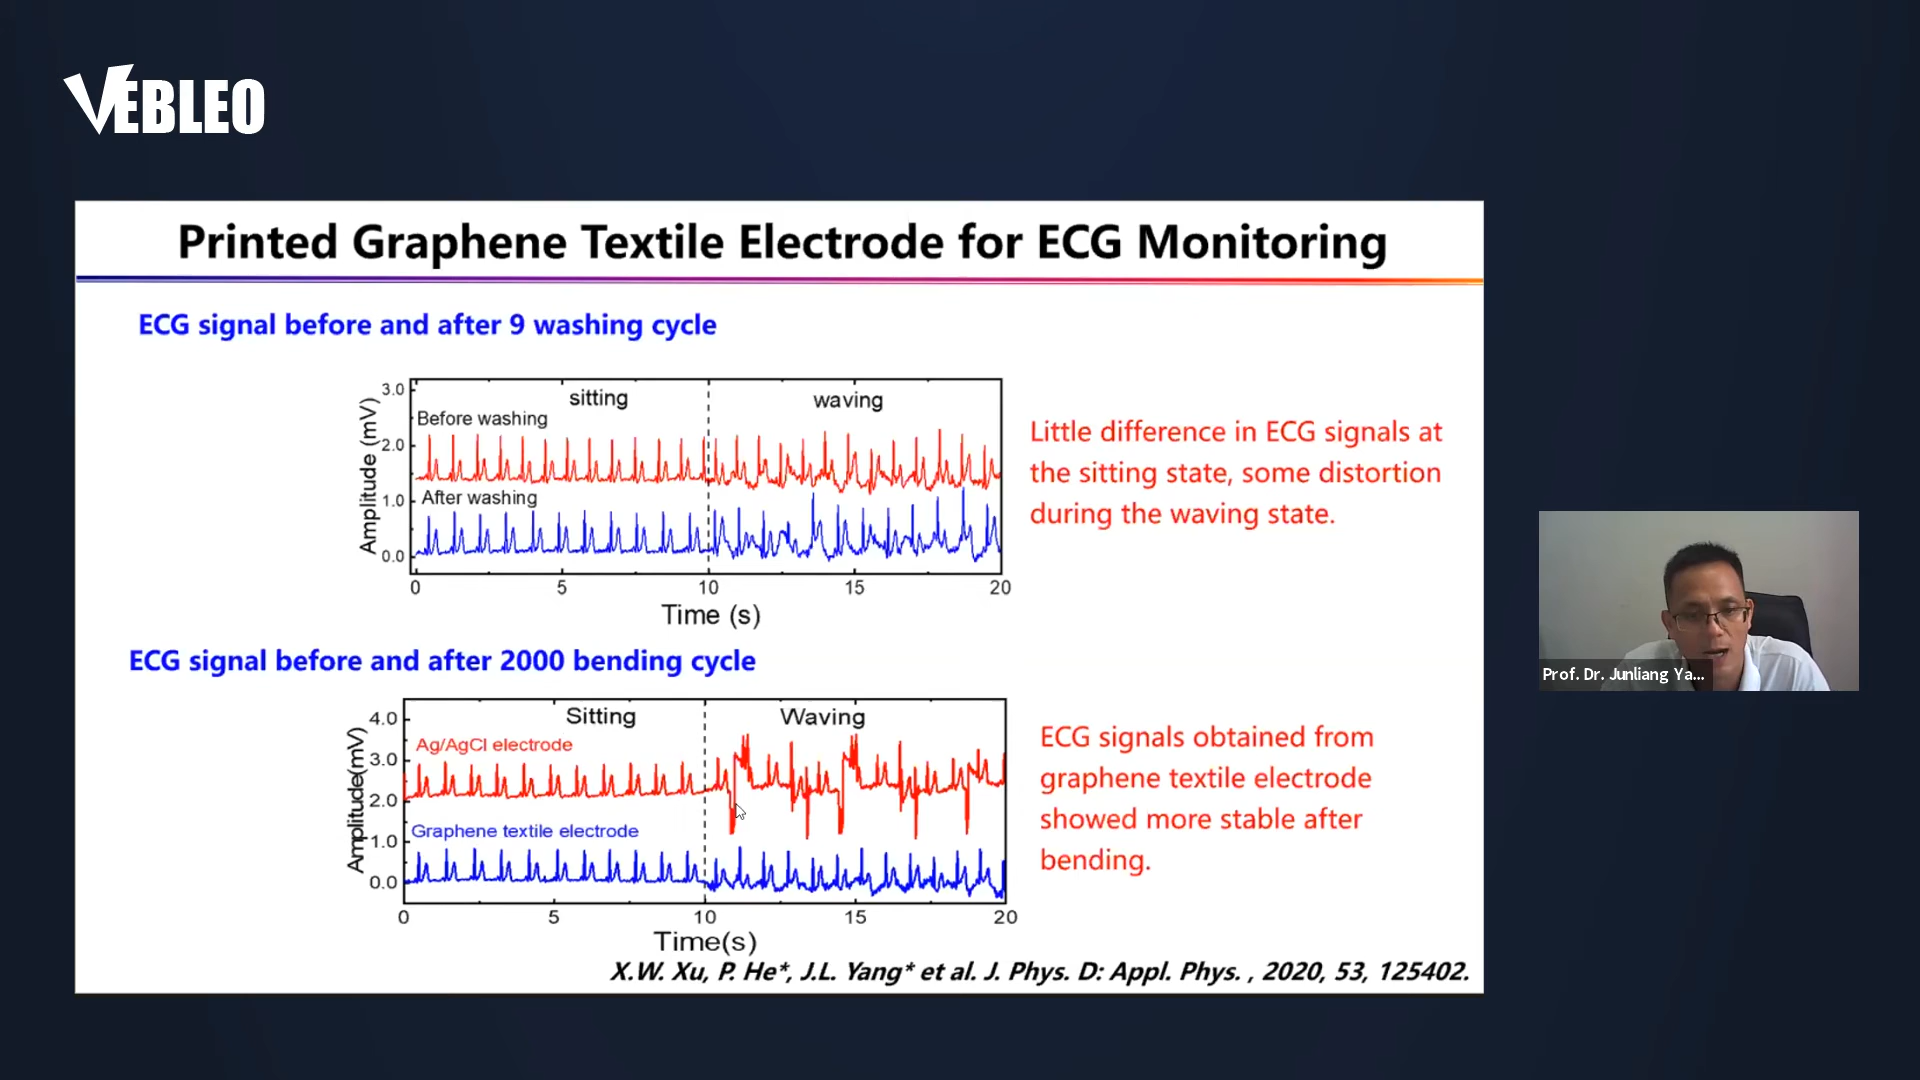 VEBLEO
Printed Graphene Textile Electrode for ECG Monitoring
ECG signal before and after 9 washing cycle
3.0
2.0
1.0
0.0
Amplitude (mV)
sitting
waving
Before washing
After washing
0 5 10 15 20
Time (s)
Little difference in ECG signals at
the sitting state, some distortion
during the waving state.
ECG signal before and after 2000 bending cycle
4.0
3.0
2.0
1.0
0.0
Amplitude(mV)
Sitting
Waving
Ag/AgCl electrode
Graphene textile electrode
0 5 10 15 20
Time(s)
ECG signals obtained from
graphene textile electrode
showed more stable after
bending.
X.W. Xu, P. He*, J.L. Yang* et al. J. Phys. D: Appl. Phys. , 2020, 53, 125402.
Prof. Dr. Junliang Ya...